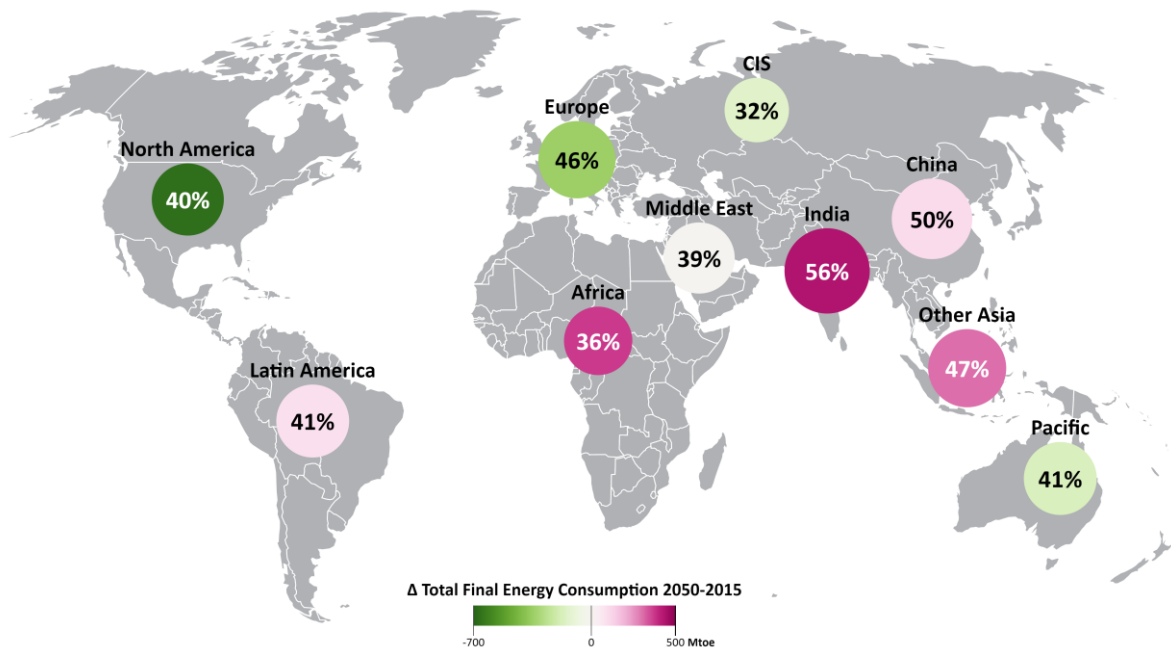 CIS
32%
Europe
46%
North America
40%
China
50%
Middle East
39%
India
56%
Africa
36%
Other Asia
47%
Latin America
41%
Pacific
41%
Δ Total Final Energy Consumption 2050-2015
-700 0 500 Mtoe